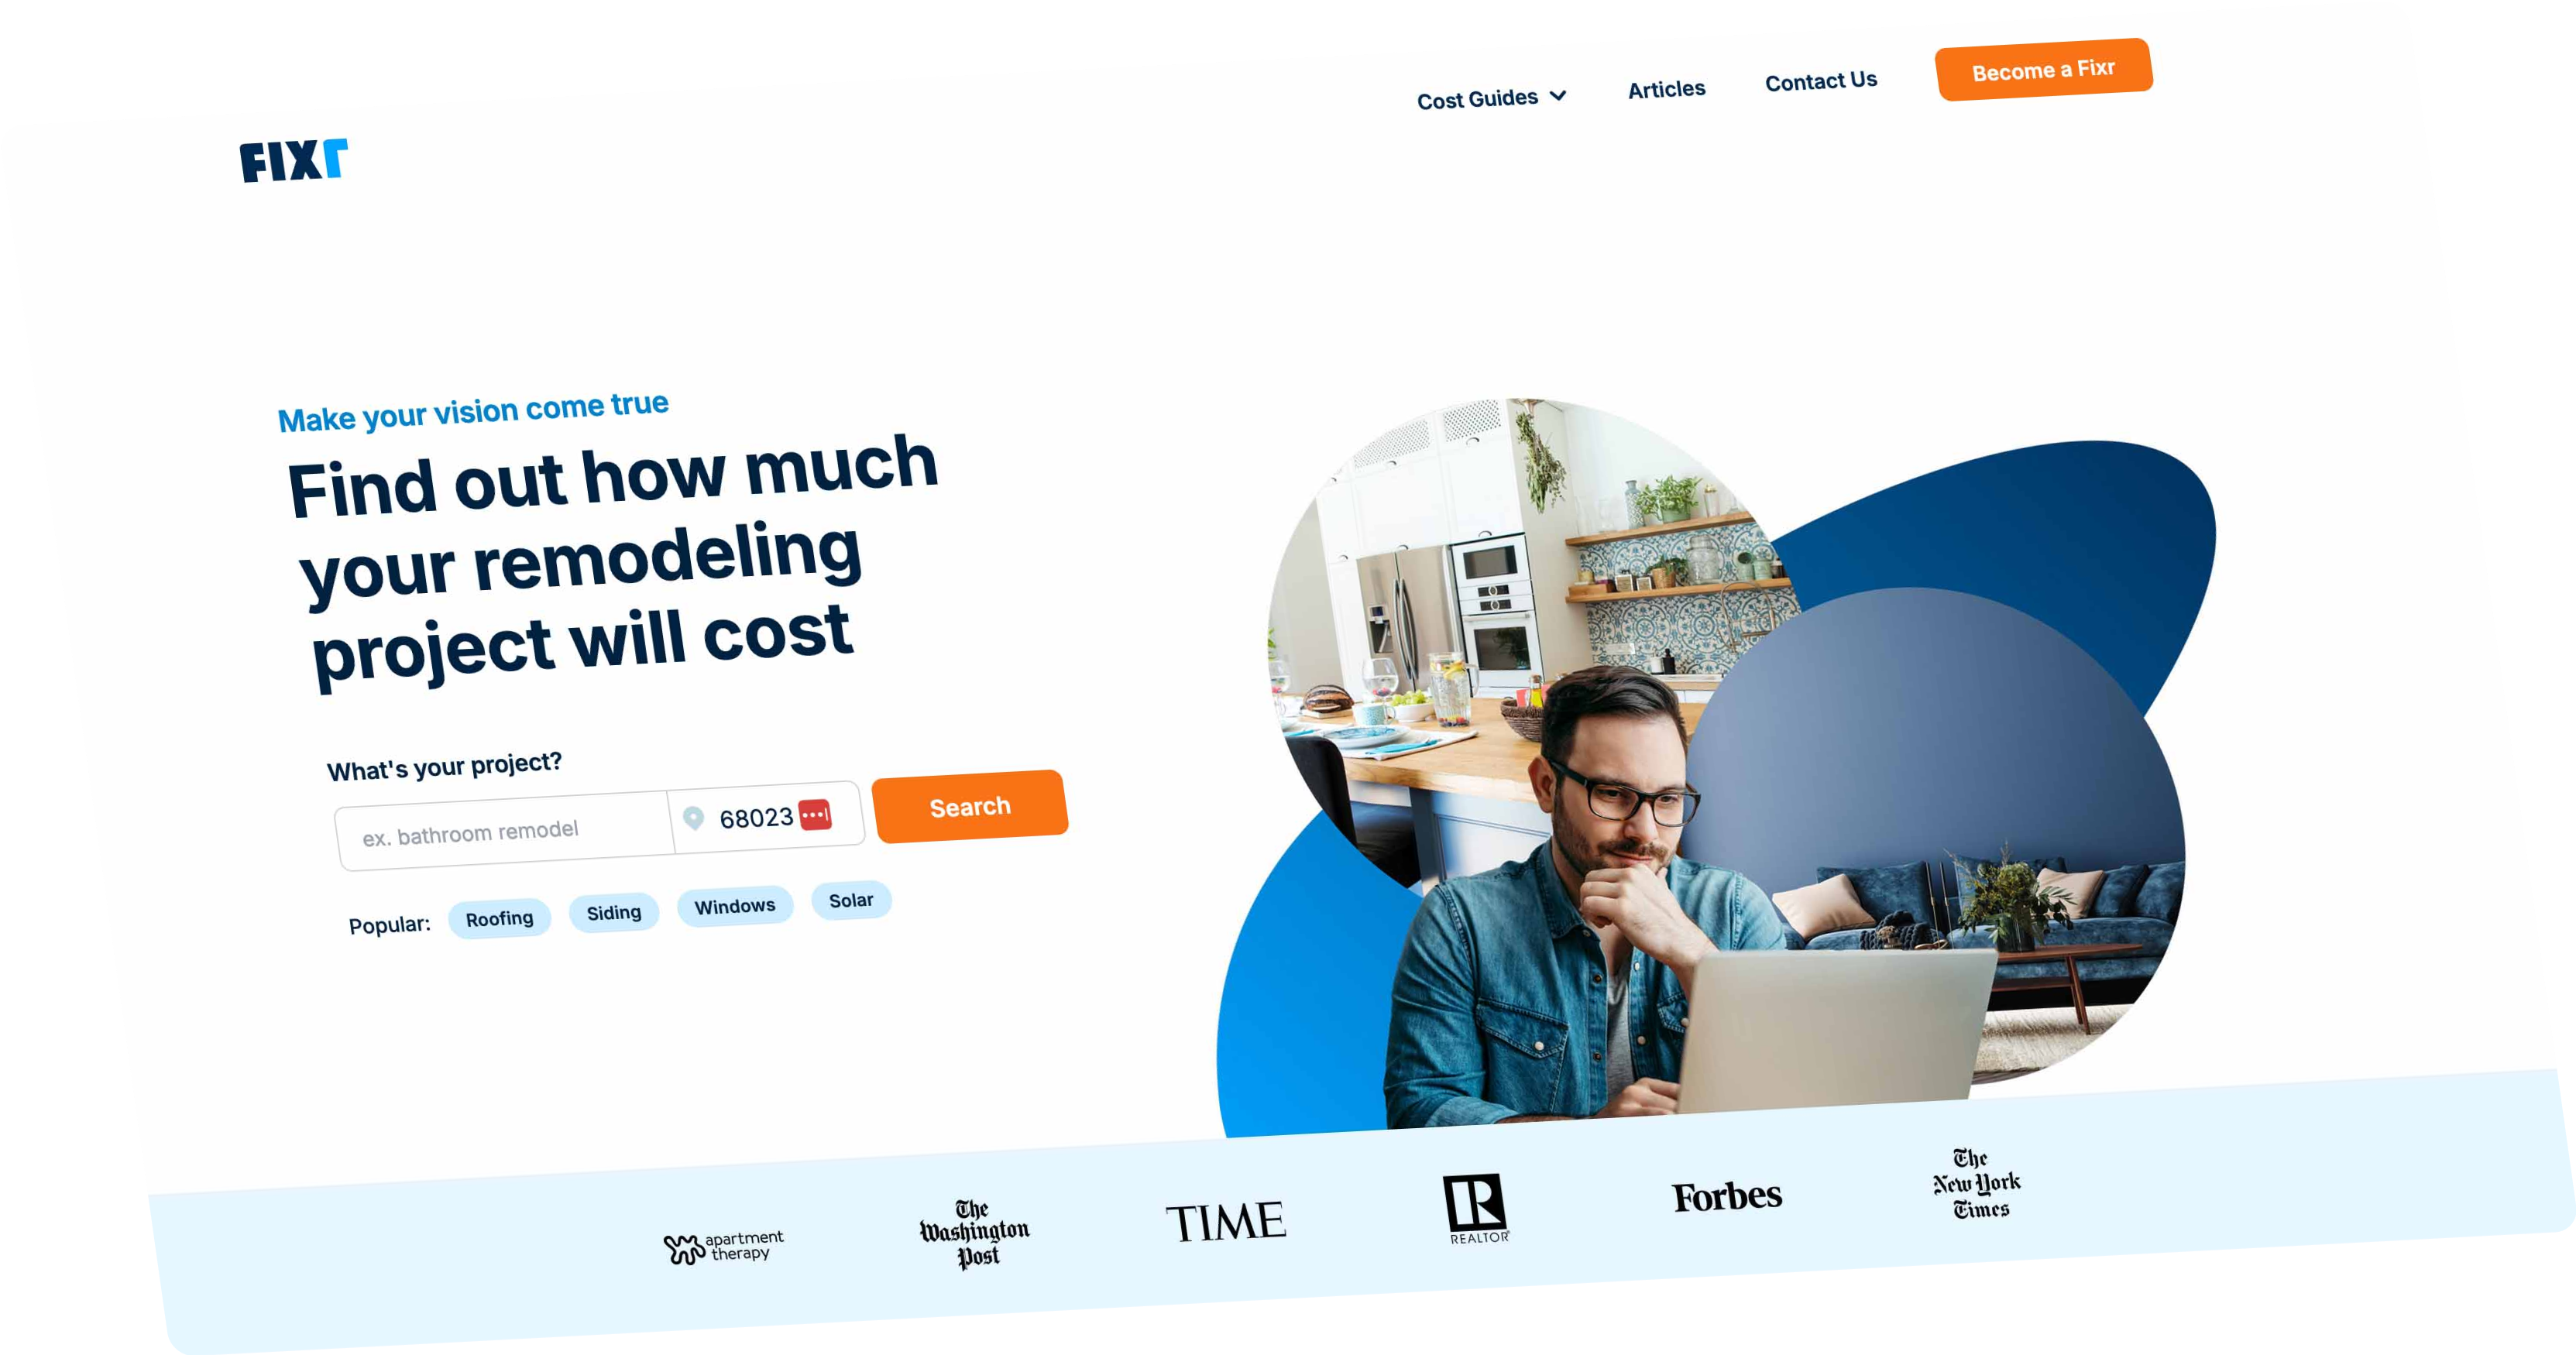 FIXr
Cost Guides
Articles
Contact Us
Become a Fixr
Make your vision come true
Find out how much
your remodeling
project will cost
What's your project?
ex. bathroom remodel
68023
Search
Popular:
Roofing
Siding
Windows
Solar
apartment
therapy
The
Washington
Post
TIME
R
REALTOR®
Forbes
The
New York
Times